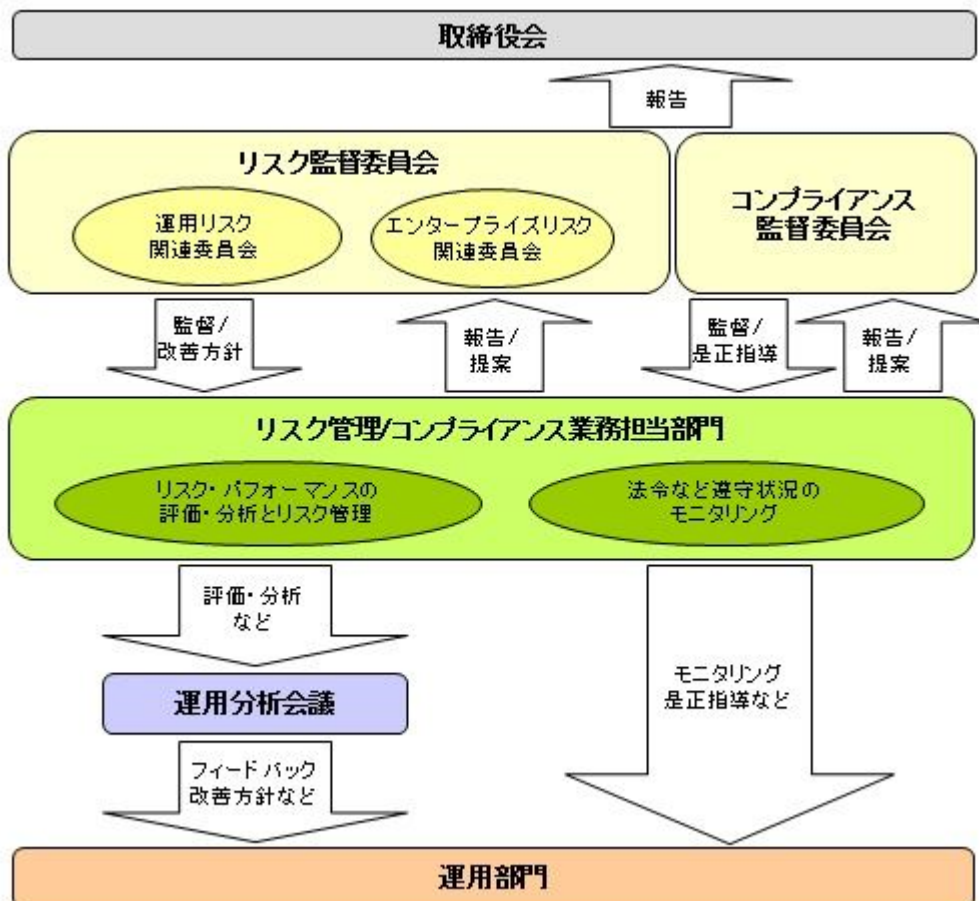 取締役会
報告
リスク監督委員会
運用リスク
関連委員会
エンタープライズリスク
関連委員会
コンプライアンス
監督委員会
監督/
改善方針
報告/
提案
監督/
是正指導
報告/
提案
リスク管理/コンプライアンス業務担当部門
リスク・パフォーマンスの
評価・分析とリスク管理
法令など遵守状況の
モニタリング
評価・分析
など
運用分析会議
モニタリング
是正指導など
フィードバック
改善方針など
運用部門